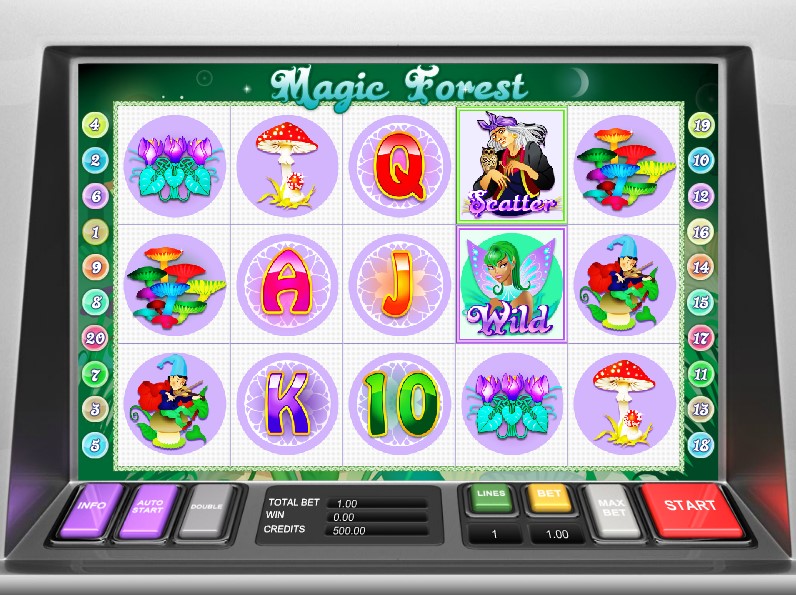 Magic Forest
4
2
6
1
9
8
20
7
3
5
Q
Scatter
A
J
Wild
K
10
19
10
12
16
14
15
17
11
13
18
INFO
AUTO
START
DOUBLE
TOTAL BET 1.00
WIN 0.00
CREDITS 500.00
LINES
1
BET
1.00
MAX
BET
START